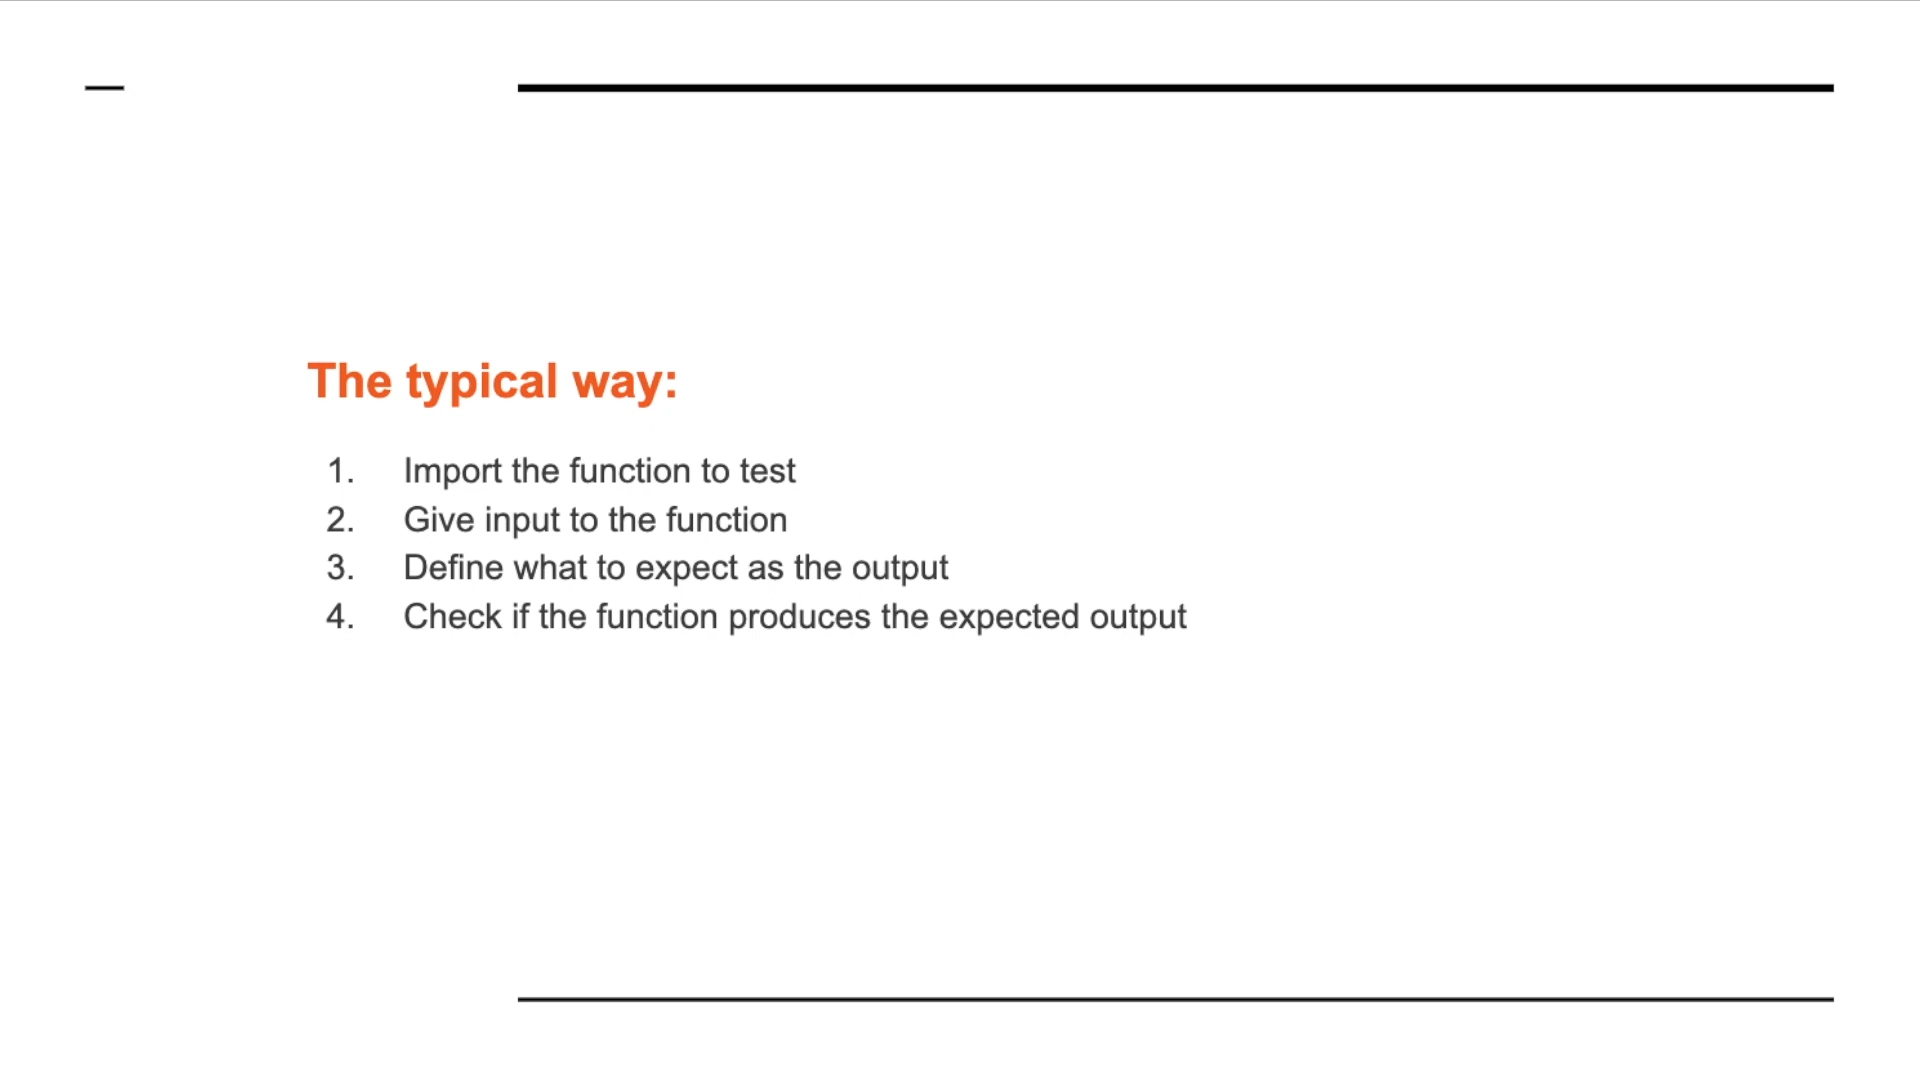 The typical way:
1. Import the function to test
2. Give input to the function
3. Define what to expect as the output
4. Check if the function produces the expected output